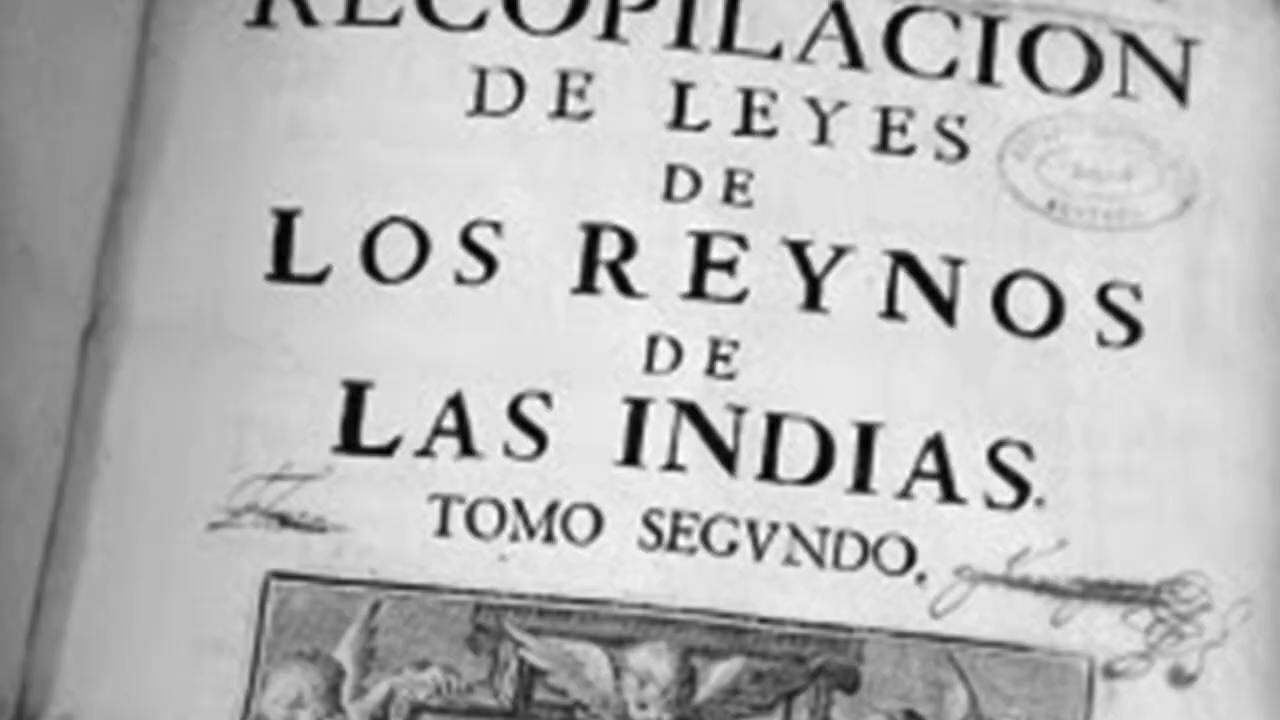 RECOPILACION
DE LEYES
DE
LOS REYNOS
DE
LAS INDIAS.
TOMO SEGVNDO.